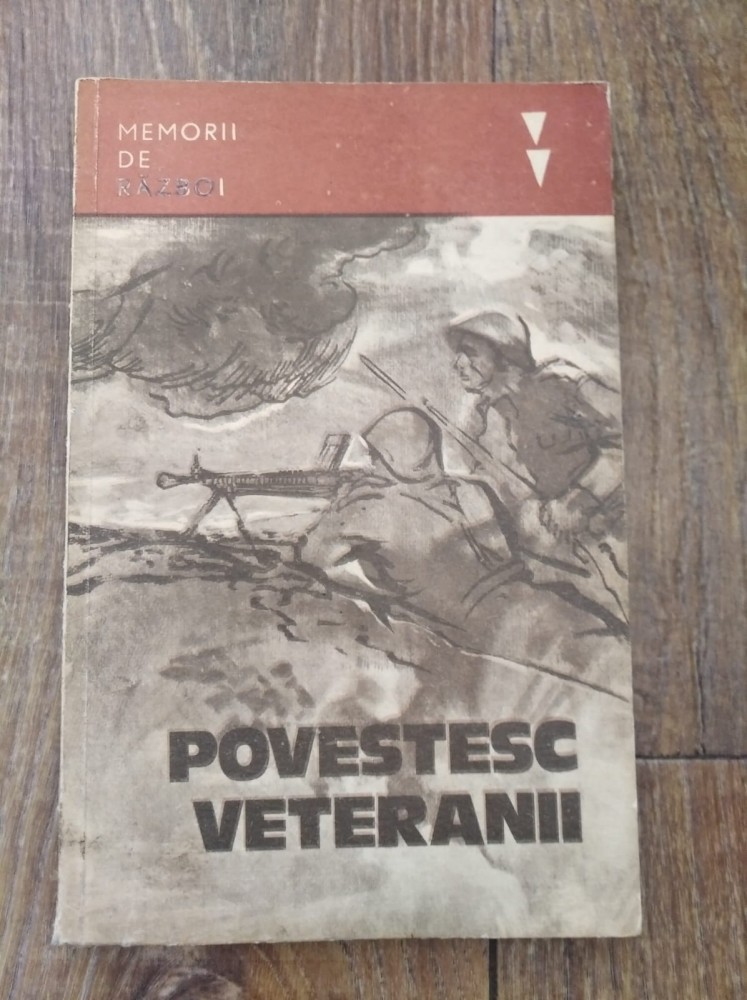 MEMORII
DE
RĂZBOI
POVESTESC
VETERANII